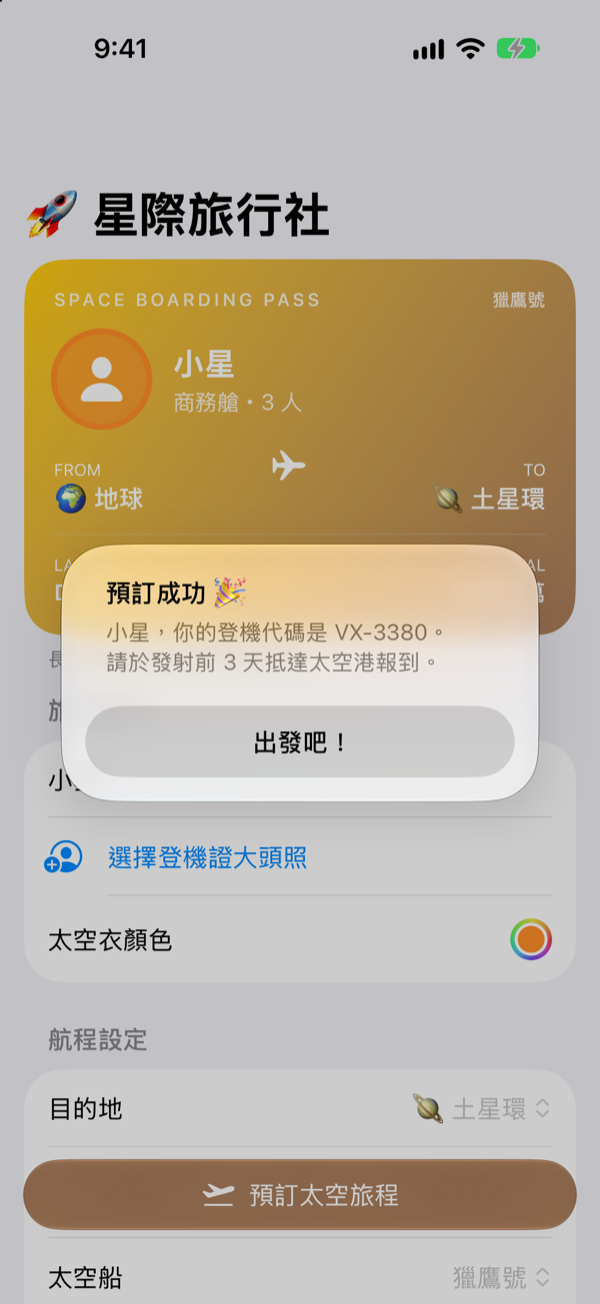 9:41
🚀 星際旅行社
SPACE BOARDING PASS
獵鷹號
小星
商務艙・3 人
FROM
TO
🌍 地球
🪐 土星環
預訂成功 🎉
小星，你的登機代碼是 VX-3380。
請於發射前 3 天抵達太空港報到。
出發吧！
選擇登機證大頭照
太空衣顏色
航程設定
目的地
🪐 土星環
預訂太空旅程
太空船
獵鷹號